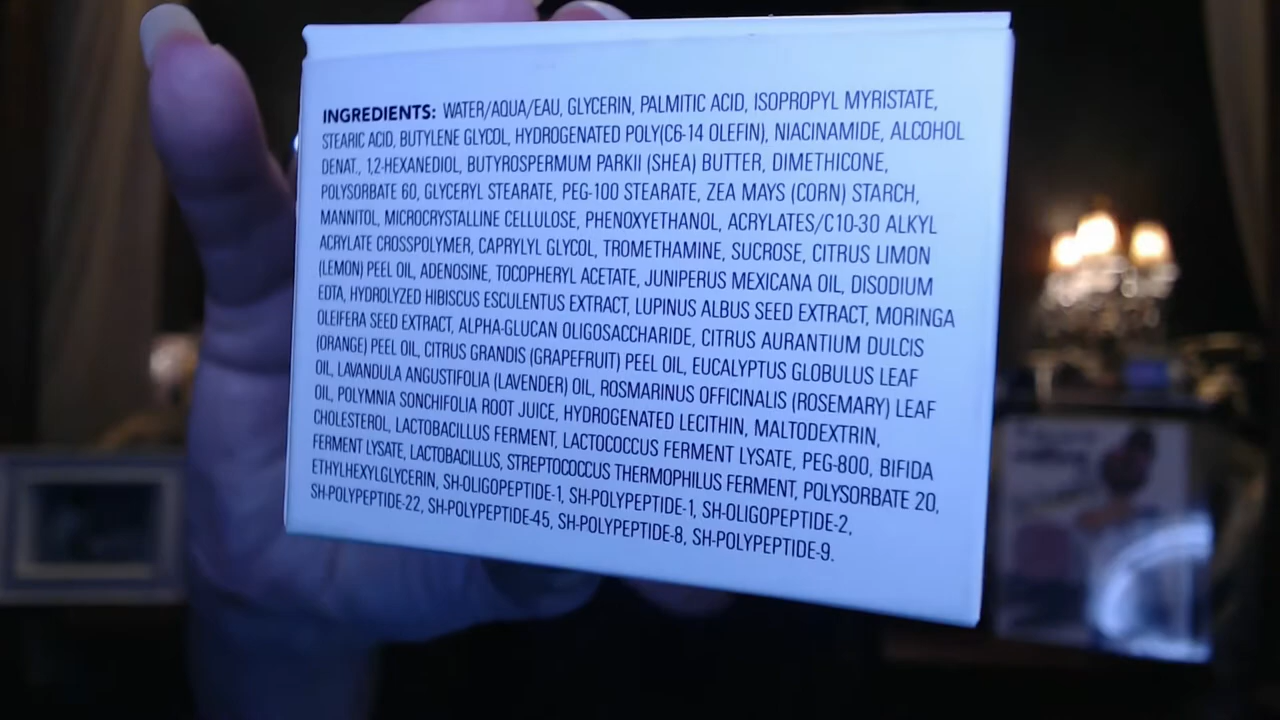 INGREDIENTS: WATER/AQUA/EAU, GLYCERIN, PALMITIC ACID, ISOPROPYL MYRISTATE,
STEARIC ACID, BUTYLENE GLYCOL, HYDROGENATED POLY(C6-14 OLEFIN), NIACINAMIDE, ALCOHOL
DENAT., 1,2-HEXANEDIOL, BUTYROSPERMUM PARKII (SHEA) BUTTER, DIMETHICONE,
POLYSORBATE 60, GLYCERYL STEARATE, PEG-100 STEARATE, ZEA MAYS (CORN) STARCH,
MANNITOL, MICROCRYSTALLINE CELLULOSE, PHENOXYETHANOL, ACRYLATES/C10-30 ALKYL
ACRYLATE CROSSPOLYMER, CAPRYLYL GLYCOL, TROMETHAMINE, SUCROSE, CITRUS LIMON
(LEMON) PEEL OIL, ADENOSINE, TOCOPHERYL ACETATE, JUNIPERUS MEXICANA OIL, DISODIUM
EDTA, HYDROLYZED HIBISCUS ESCULENTUS EXTRACT, LUPINUS ALBUS SEED EXTRACT, MORINGA
OLEIFERA SEED EXTRACT, ALPHA-GLUCAN OLIGOSACCHARIDE, CITRUS AURANTIUM DULCIS
(ORANGE) PEEL OIL, CITRUS GRANDIS (GRAPEFRUIT) PEEL OIL, EUCALYPTUS GLOBULUS LEAF
OIL, LAVANDULA ANGUSTIFOLIA (LAVENDER) OIL, ROSMARINUS OFFICINALIS (ROSEMARY) LEAF
OIL, POLYMNIA SONCHIFOLIA ROOT JUICE, HYDROGENATED LECITHIN, MALTODEXTRIN,
CHOLESTEROL, LACTOBACILLUS FERMENT, LACTOCOCCUS FERMENT LYSATE, PEG-800, BIFIDA
FERMENT LYSATE, LACTOBACILLUS, STREPTOCOCCUS THERMOPHILUS FERMENT, POLYSORBATE 20,
ETHYLHEXYLGLYCERIN, SH-OLIGOPEPTIDE-1, SH-POLYPEPTIDE-1, SH-OLIGOPEPTIDE-2,
SH-POLYPEPTIDE-22, SH-POLYPEPTIDE-45, SH-POLYPEPTIDE-8, SH-POLYPEPTIDE-9.